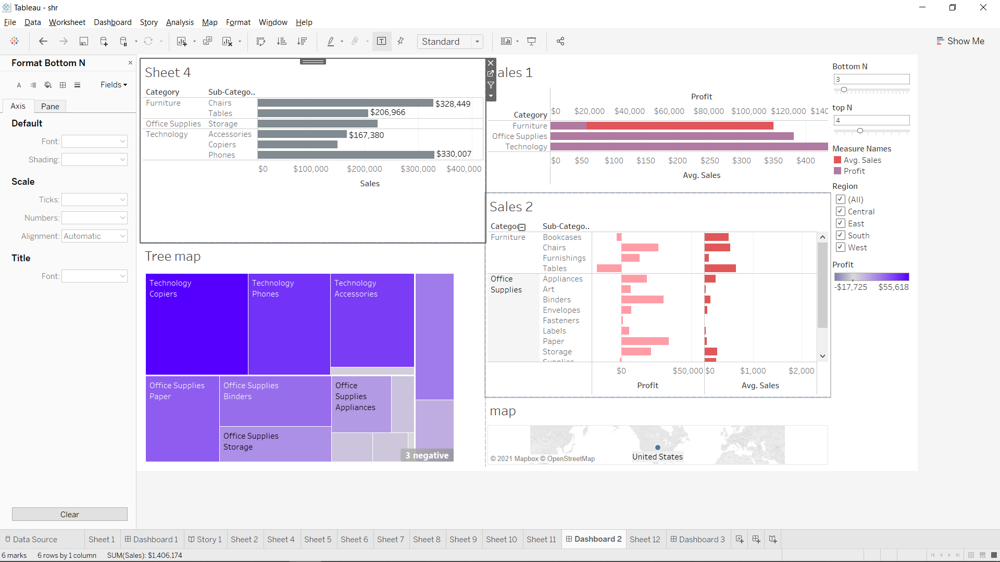 Tableau - shr
File Data Worksheet Dashboard Story Analysis Map Format Window Help
Standard
Show Me
Format Bottom N
Fields
Axis Pane
Default
Font:
Shading:
Scale
Ticks:
Numbers:
Alignment: Automatic
Title
Font:
Clear
Sheet 4
Category Sub-Catego..
Furniture Chairs $328,449
Tables $206,966
Office Supplies Storage
Technology Accessories $167,380
Copiers
Phones $330,007
$0 $100,000 $200,000 $300,000 $400,000
Sales
Tree map
Technology
Copiers
Technology
Phones
Technology
Accessories
Office Supplies
Paper
Office Supplies
Binders
Office
Supplies
Appliances
Office Supplies
Storage
3 negative
ales 1
Profit
Category $0 $20,000 $40,000 $60,000 $80,000 $100,000 $120,000 $140
Furniture
Office Supplies
Technology
$0 $50 $100 $150 $200 $250 $300 $350 $400
Avg. Sales
Sales 2
Catego Sub-Catego..
Furniture Bookcases
Chairs
Furnishings
Tables
Office
Supplies
Appliances
Art
Binders
Envelopes
Fasteners
Labels
Paper
Storage
Supplies
$0 $50,000 $0 $1,000 $2,000
Profit Avg. Sales
map
© 2021 Mapbox © OpenStreetMap
United States
Bottom N
3
top N
4
Measure Names
Avg. Sales
Profit
Region
(All)
Central
East
South
West
Profit
-$17,725 $55,618
Data Source Sheet 1 Dashboard 1 Story 1 Sheet 2 Sheet 4 Sheet 5 Sheet 6 Sheet 7 Sheet 8 Sheet 9 Sheet 10 Sheet 11 Dashboard 2 Sheet 12 Dashboard 3
6 marks 6 rows by 1 column SUM(Sales): $1,406,174